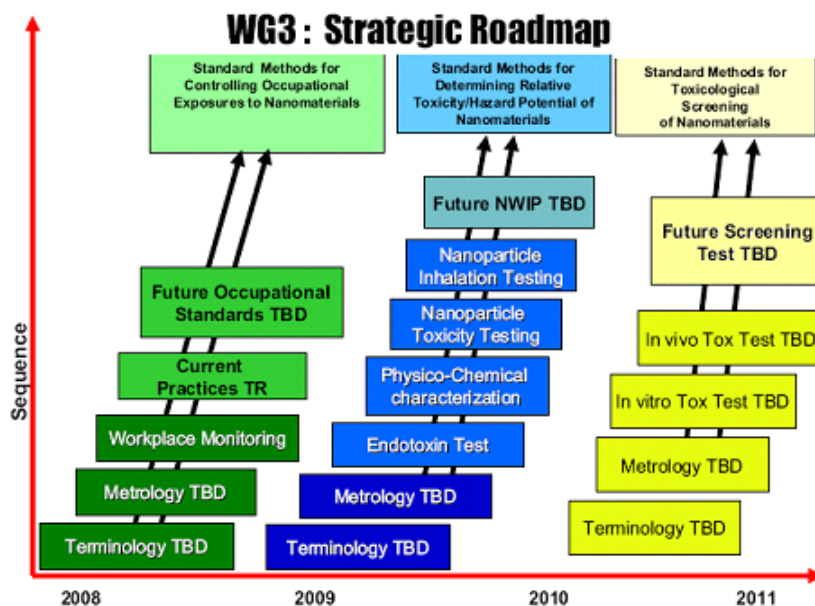 WG3 : Strategic Roadmap
Standard Methods for
Controlling Occupational
Exposures to Nanomaterials
Standard Methods for
Determining Relative
Toxicity/Hazard Potential of
Nanomaterials
Standard Methods for
Toxicological
Screening
of Nanomaterials
Future Occupational
Standards TBD
Current
Practices TR
Workplace Monitoring
Metrology TBD
Terminology TBD
Future NWIP TBD
Nanoparticle
Inhalation Testing
Nanoparticle
Toxicity Testing
Physico-Chemical
characterization
Endotoxin Test
Metrology TBD
Terminology TBD
Future Screening
Test TBD
In vivo Tox Test TBD
In vitro Tox Test TBD
Metrology TBD
Terminology TBD
Sequence
2008
2009
2010
2011